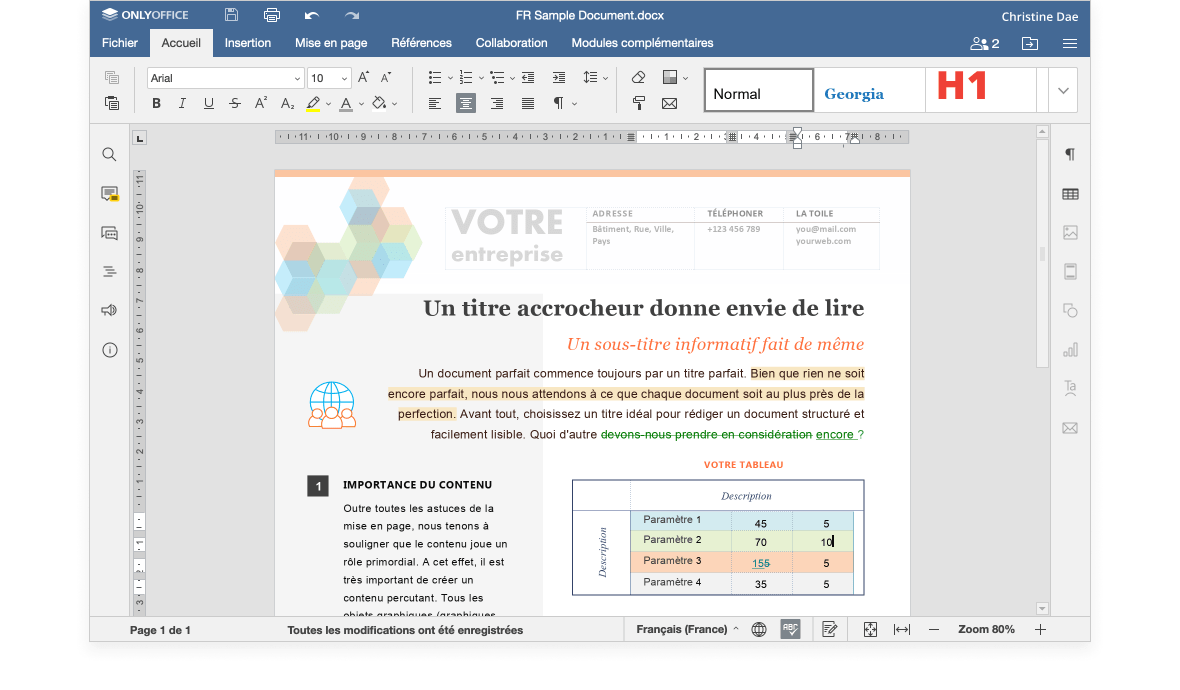 ONLYOFFICE
FR Sample Document.docx
Christine Dae
Fichier Accueil Insertion Mise en page Références Collaboration Modules complémentaires
2
Arial 10
Normal Georgia H1
VOTRE
entreprise
ADRESSE TÉLÉPHONER LA TOILE
Bâtiment, Rue, Ville, +123 456 789 you@mail.com
Pays yourweb.com
Un titre accrocheur donne envie de lire
Un sous-titre informatif fait de même
Un document parfait commence toujours par un titre parfait. Bien que rien ne soit
encore parfait, nous nous attendons à ce que chaque document soit au plus près de la
perfection. Avant tout, choisissez un titre idéal pour rédiger un document structuré et
facilement lisible. Quoi d'autre devons-nous prendre en considération encore ?
1 IMPORTANCE DU CONTENU
Outre toutes les astuces de la
mise en page, nous tenons à
souligner que le contenu joue un
rôle primordial. A cet effet, il est
très important de créer un
contenu percutant. Tous les
objets graphiques (graphiques,
VOTRE TABLEAU
Description
Description
Paramètre 1 45 5
Paramètre 2 70 10
Paramètre 3 155 5
Paramètre 4 35 5
Page 1 de 1 Toutes les modifications ont été enregistrées Français (France) ABC Zoom 80%